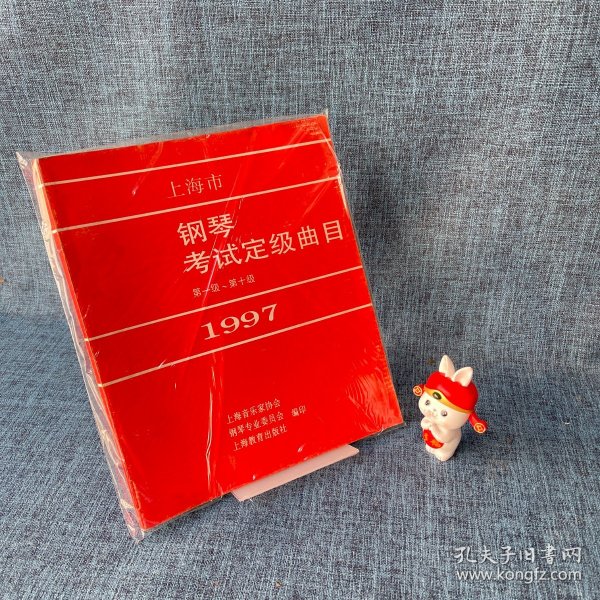 上海市
钢琴
考试定级曲目
第一级～第十级
1997
上海音乐家协会
钢琴专业委员会 编印
上海教育出版社
孔夫子旧书网
www.kongfz.com